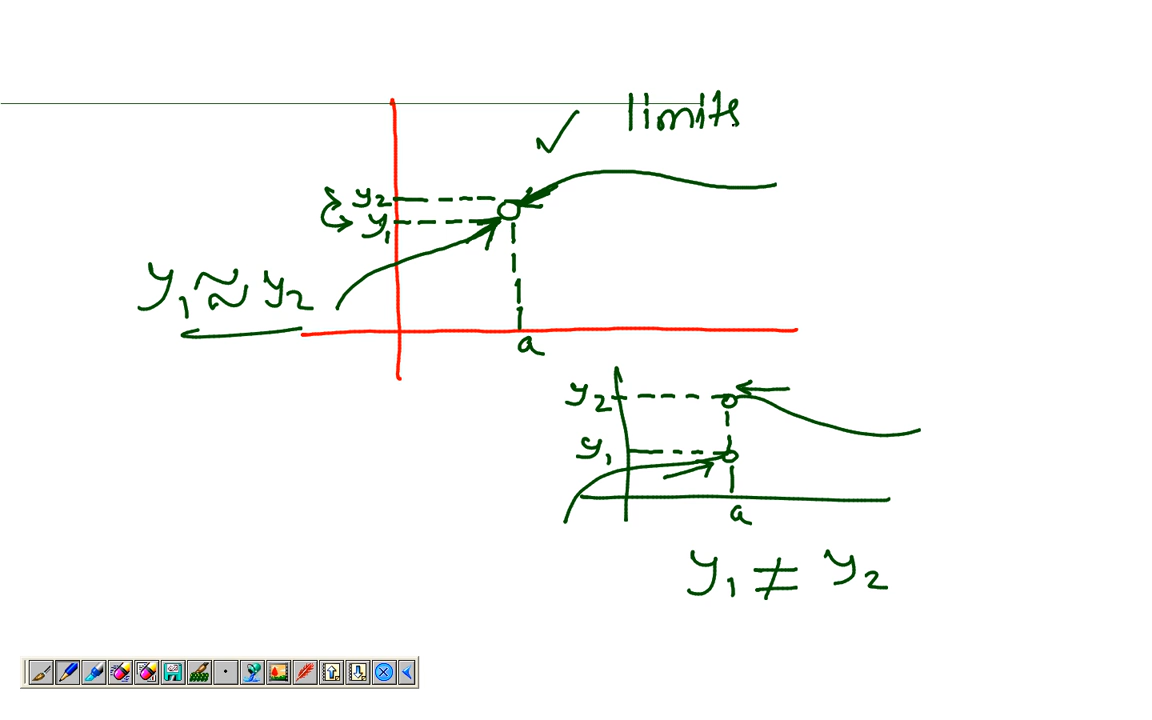 limits
y₂
y₁
y₁ ≈ y₂
a
y₂
y₁
a
y₁ ≠ y₂